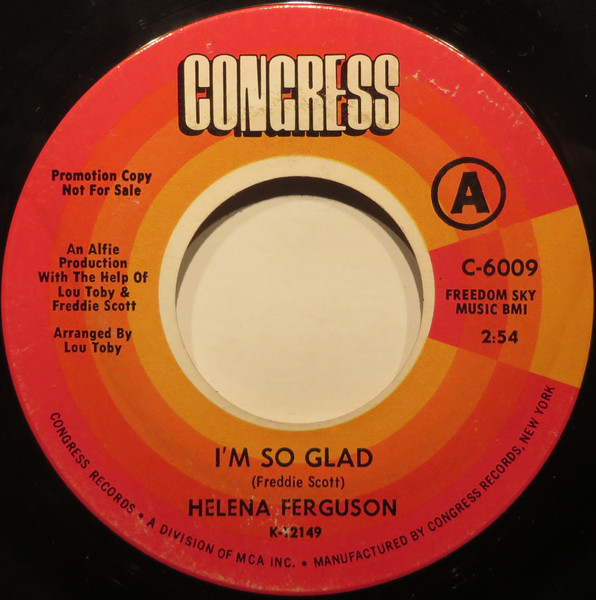 CONGRESS
Promotion Copy
Not For Sale
A
An Alfie
Production
With The Help Of
Lou Toby &
Freddie Scott
Arranged By
Lou Toby
C-6009
FREEDOM SKY
MUSIC BMI
2:54
I'M SO GLAD
(Freddie Scott)
HELENA FERGUSON
K-12149
CONGRESS RECORDS • A DIVISION OF MCA INC. • MANUFACTURED BY CONGRESS RECORDS, NEW YORK